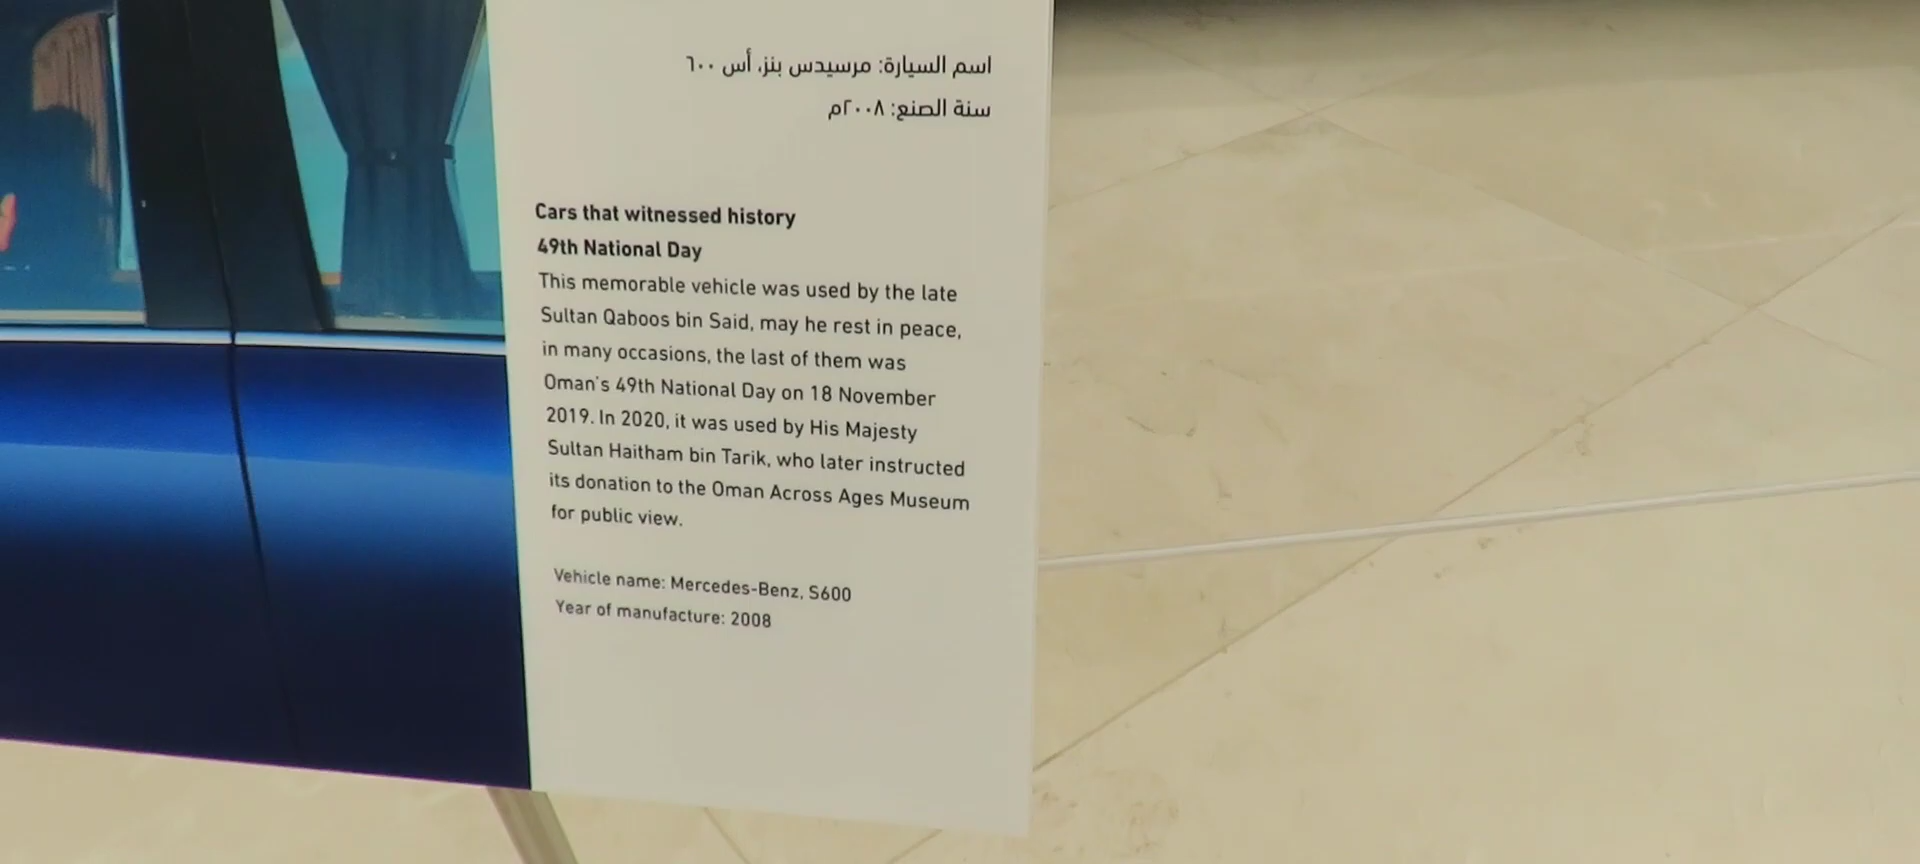 اسم السيارة: مرسيدس بنز، أس ٦٠٠
سنة الصنع: ٢٠٠٨م
Cars that witnessed history
49th National Day
This memorable vehicle was used by the late
Sultan Qaboos bin Said, may he rest in peace,
in many occasions, the last of them was
Oman's 49th National Day on 18 November
2019. In 2020, it was used by His Majesty
Sultan Haitham bin Tarik, who later instructed
its donation to the Oman Across Ages Museum
for public view.
Vehicle name: Mercedes-Benz, S600
Year of manufacture: 2008